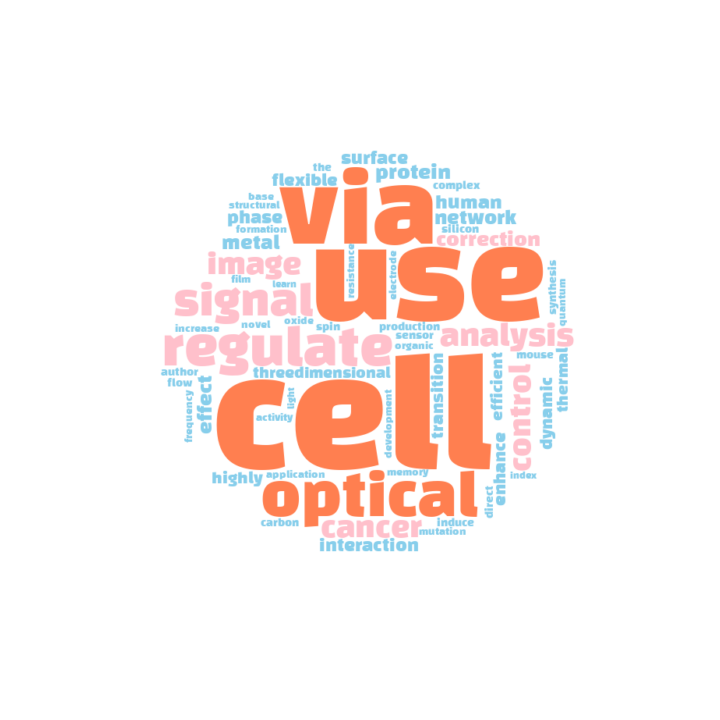 surface
the
protein
flexible
complex
base
via
human
structural
phase
network
formation
silicon
metal
correction
image
resistance
use
electrode
film
learn
synthesis
quantum
signal
increase
novel
oxide
spin
production
sensor
analysis
regulate
organic
mouse
author
threedimensional
transition
efficient
thermal
flow
effect
frequency
light
cell
control
dynamic
activity
development
enhance
highly
application
memory
index
optical
direct
carbon
cancer
induce
mutation
interaction